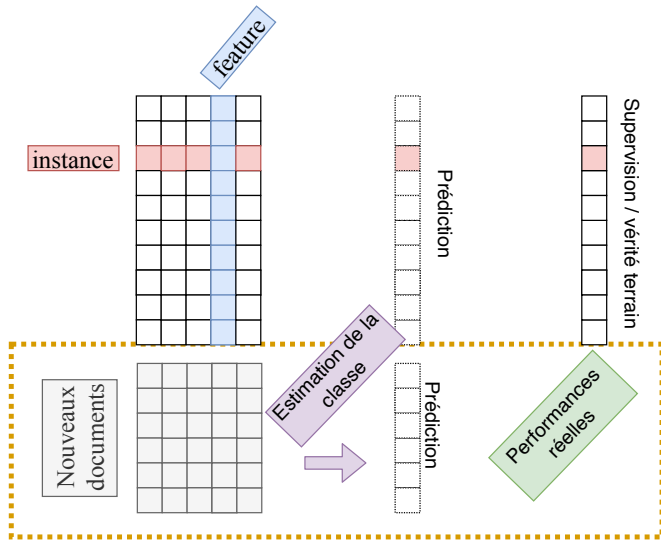 feature
instance
Prédiction
Supervision / vérité terrain
Estimation de la
classe
Nouveaux
documents
Prédiction
Performances
réelles